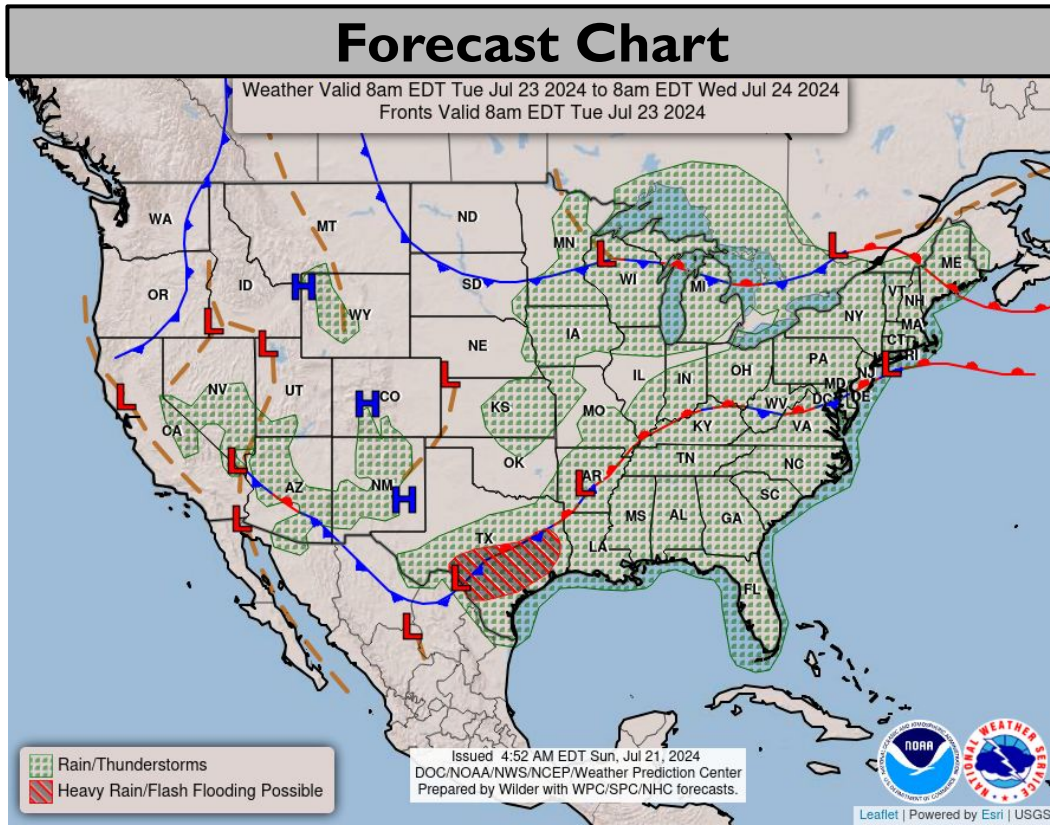 Forecast Chart
Weather Valid 8am EDT Tue Jul 23 2024 to 8am EDT Wed Jul 24 2024
Fronts Valid 8am EDT Tue Jul 23 2024
WA
MT
ND
MN
OR
ID
WY
SD
WI
MI
ME
VT
NH
NY
MA
CT
RI
NE
IA
PA
NJ
NV
UT
CO
IL
IN
OH
MD
DE
DC
WV
VA
CA
KS
MO
KY
AZ
NM
OK
AR
TN
NC
SC
TX
LA
MS
AL
GA
FL
H
H
H
L
L
L
L
L
L
L
L
L
L
L
L
Rain/Thunderstorms
Heavy Rain/Flash Flooding Possible
Issued 4:52 AM EDT Sun, Jul 21, 2024
DOC/NOAA/NWS/NCEP/Weather Prediction Center
Prepared by Wilder with WPC/SPC/NHC forecasts.
NOAA
NATIONAL WEATHER SERVICE
Leaflet | Powered by Esri | USGS